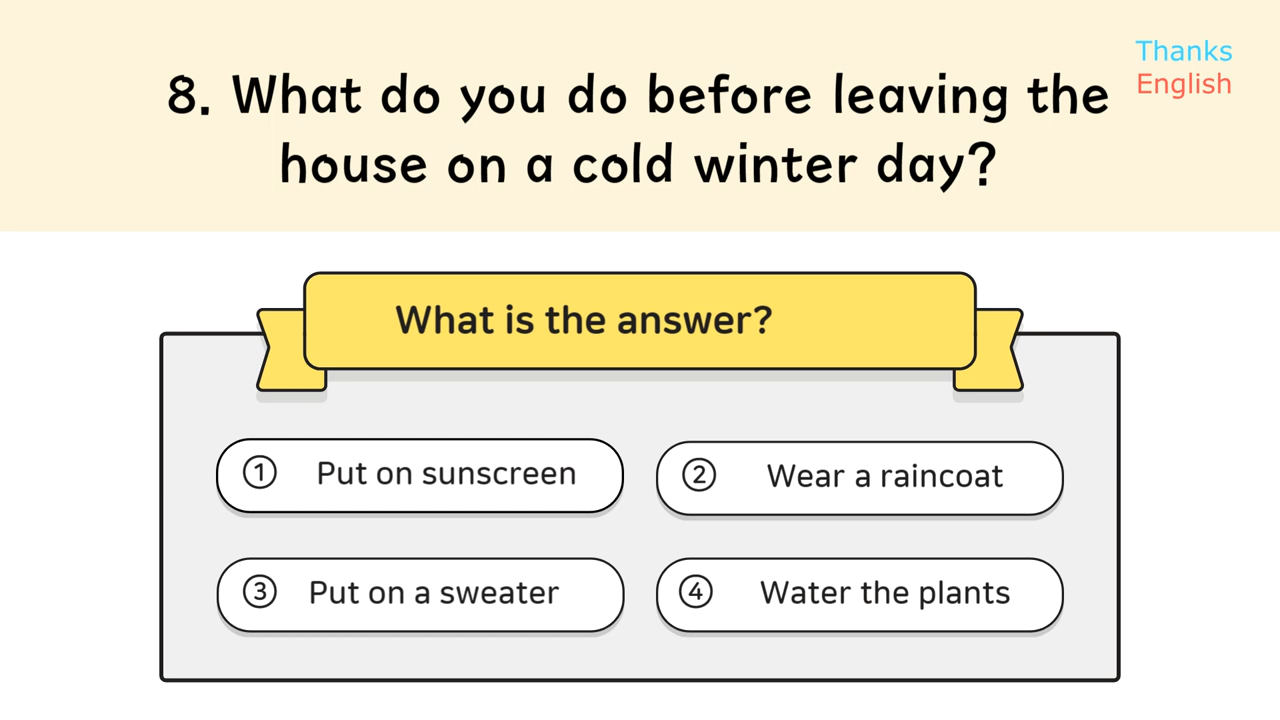 8. What do you do before leaving the
house on a cold winter day?
Thanks
English
What is the answer?
① Put on sunscreen
② Wear a raincoat
③ Put on a sweater
④ Water the plants